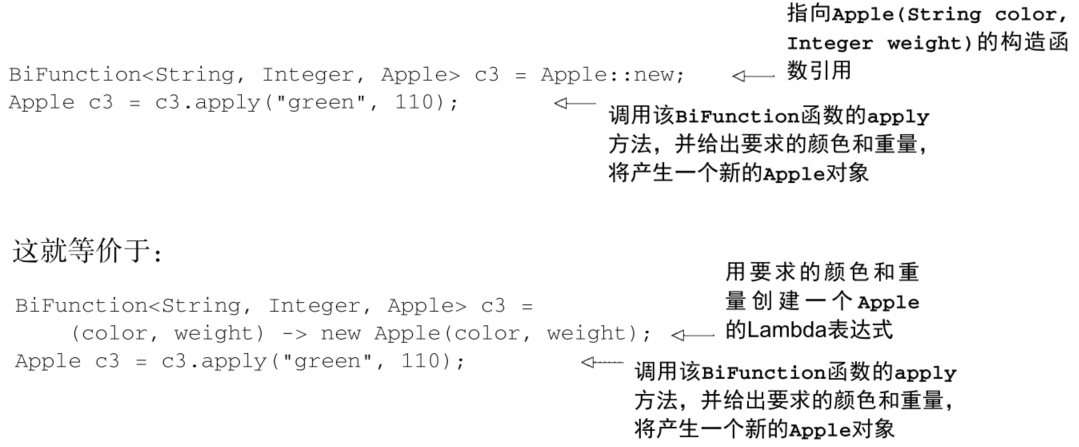 指向Apple(String color,
Integer weight)的构造函
数引用
BiFunction<String, Integer, Apple> c3 = Apple::new;
Apple c3 = c3.apply("green", 110);
调用该BiFunction函数的apply
方法，并给出要求的颜色和重量，
将产生一个新的Apple对象
这就等价于：
用要求的颜色和重
量创建一个Apple
的Lambda表达式
BiFunction<String, Integer, Apple> c3 =
(color, weight) -> new Apple(color, weight);
Apple c3 = c3.apply("green", 110);
调用该BiFunction函数的apply
方法，并给出要求的颜色和重量，
将产生一个新的Apple对象